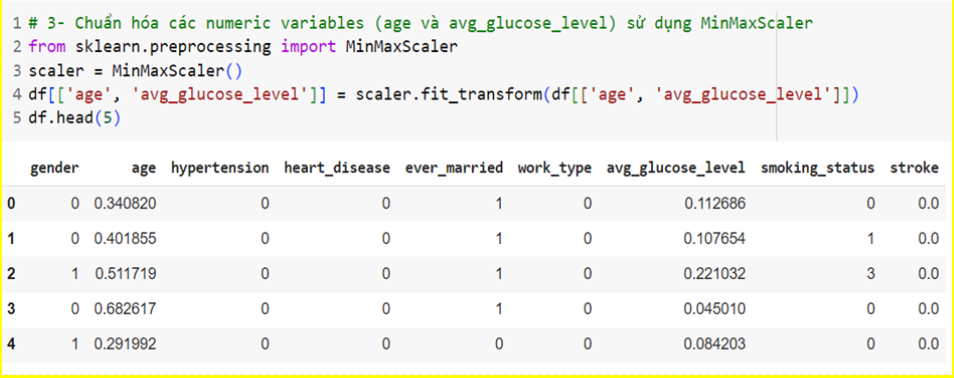 1 # 3- Chuẩn hóa các numeric variables (age và avg_glucose_level) sử dụng MinMaxScaler
2 from sklearn.preprocessing import MinMaxScaler
3 scaler = MinMaxScaler()
4 df[['age', 'avg_glucose_level']] = scaler.fit_transform(df[['age', 'avg_glucose_level']])
5 df.head(5)
gender age hypertension heart_disease ever_married work_type avg_glucose_level smoking_status stroke
0 0 0.340820 0 0 1 0 0.112686 0 0.0
1 0 0.401855 0 0 1 0 0.107654 1 0.0
2 1 0.511719 0 0 1 0 0.221032 3 0.0
3 0 0.682617 0 0 1 0 0.045010 0 0.0
4 1 0.291992 0 0 0 0 0.084203 0 0.0